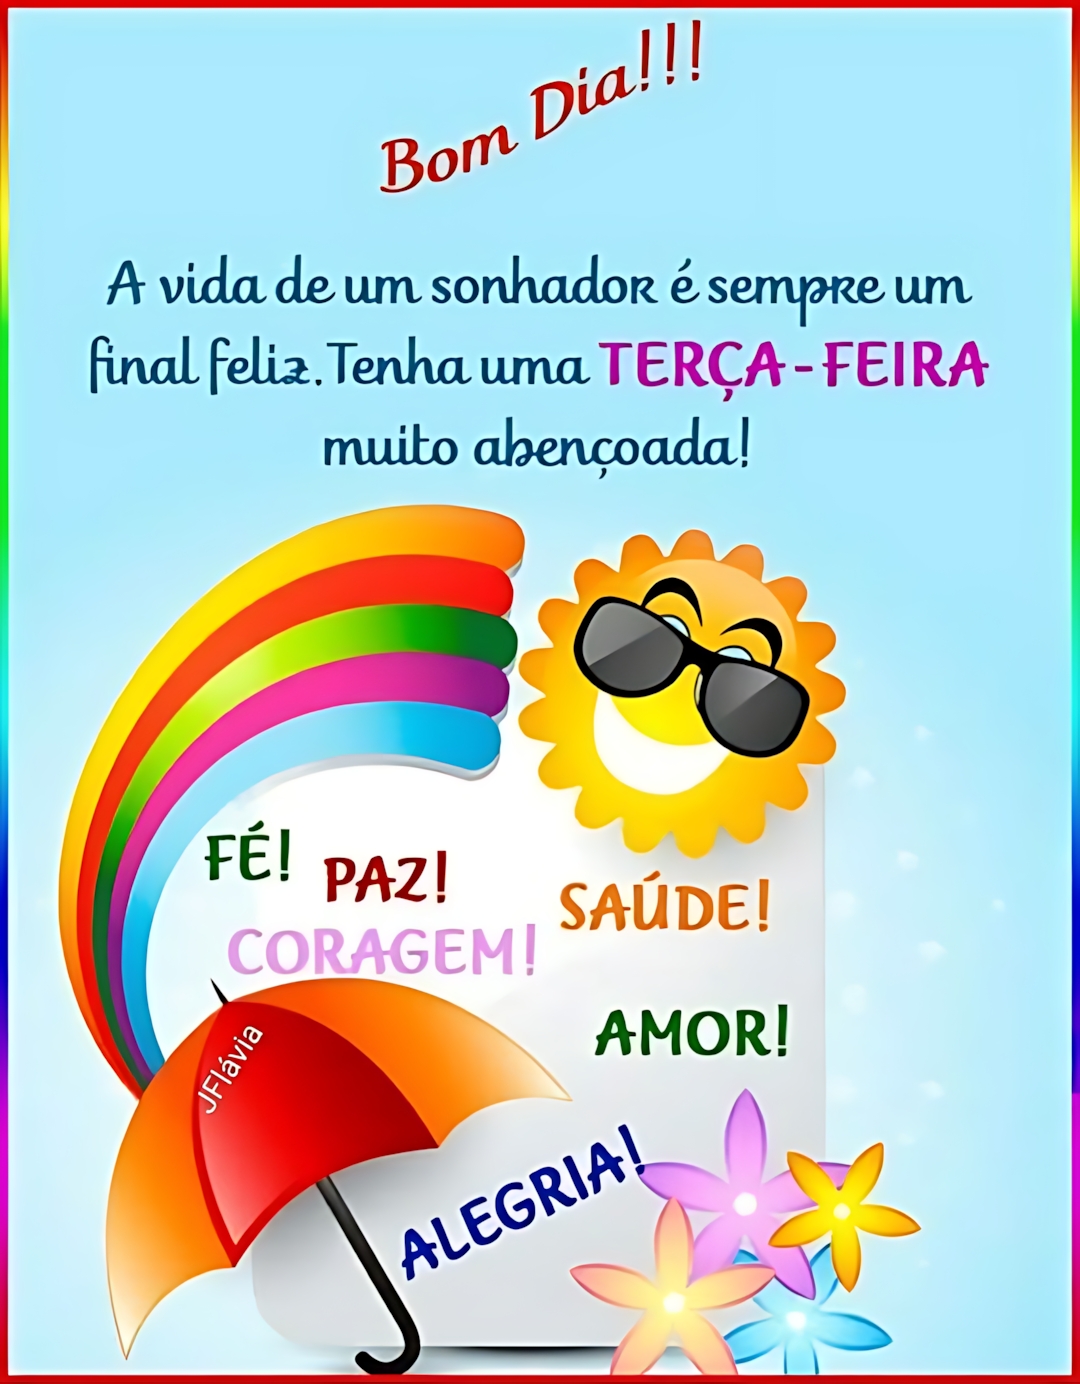 Bom Dia!!!
A vida de um sonhador é sempre um
final feliz. Tenha uma TERÇA-FEIRA
muito abençoada!
FÉ!
PAZ!
SAÚDE!
CORAGEM!
AMOR!
JFlávia
ALEGRIA!